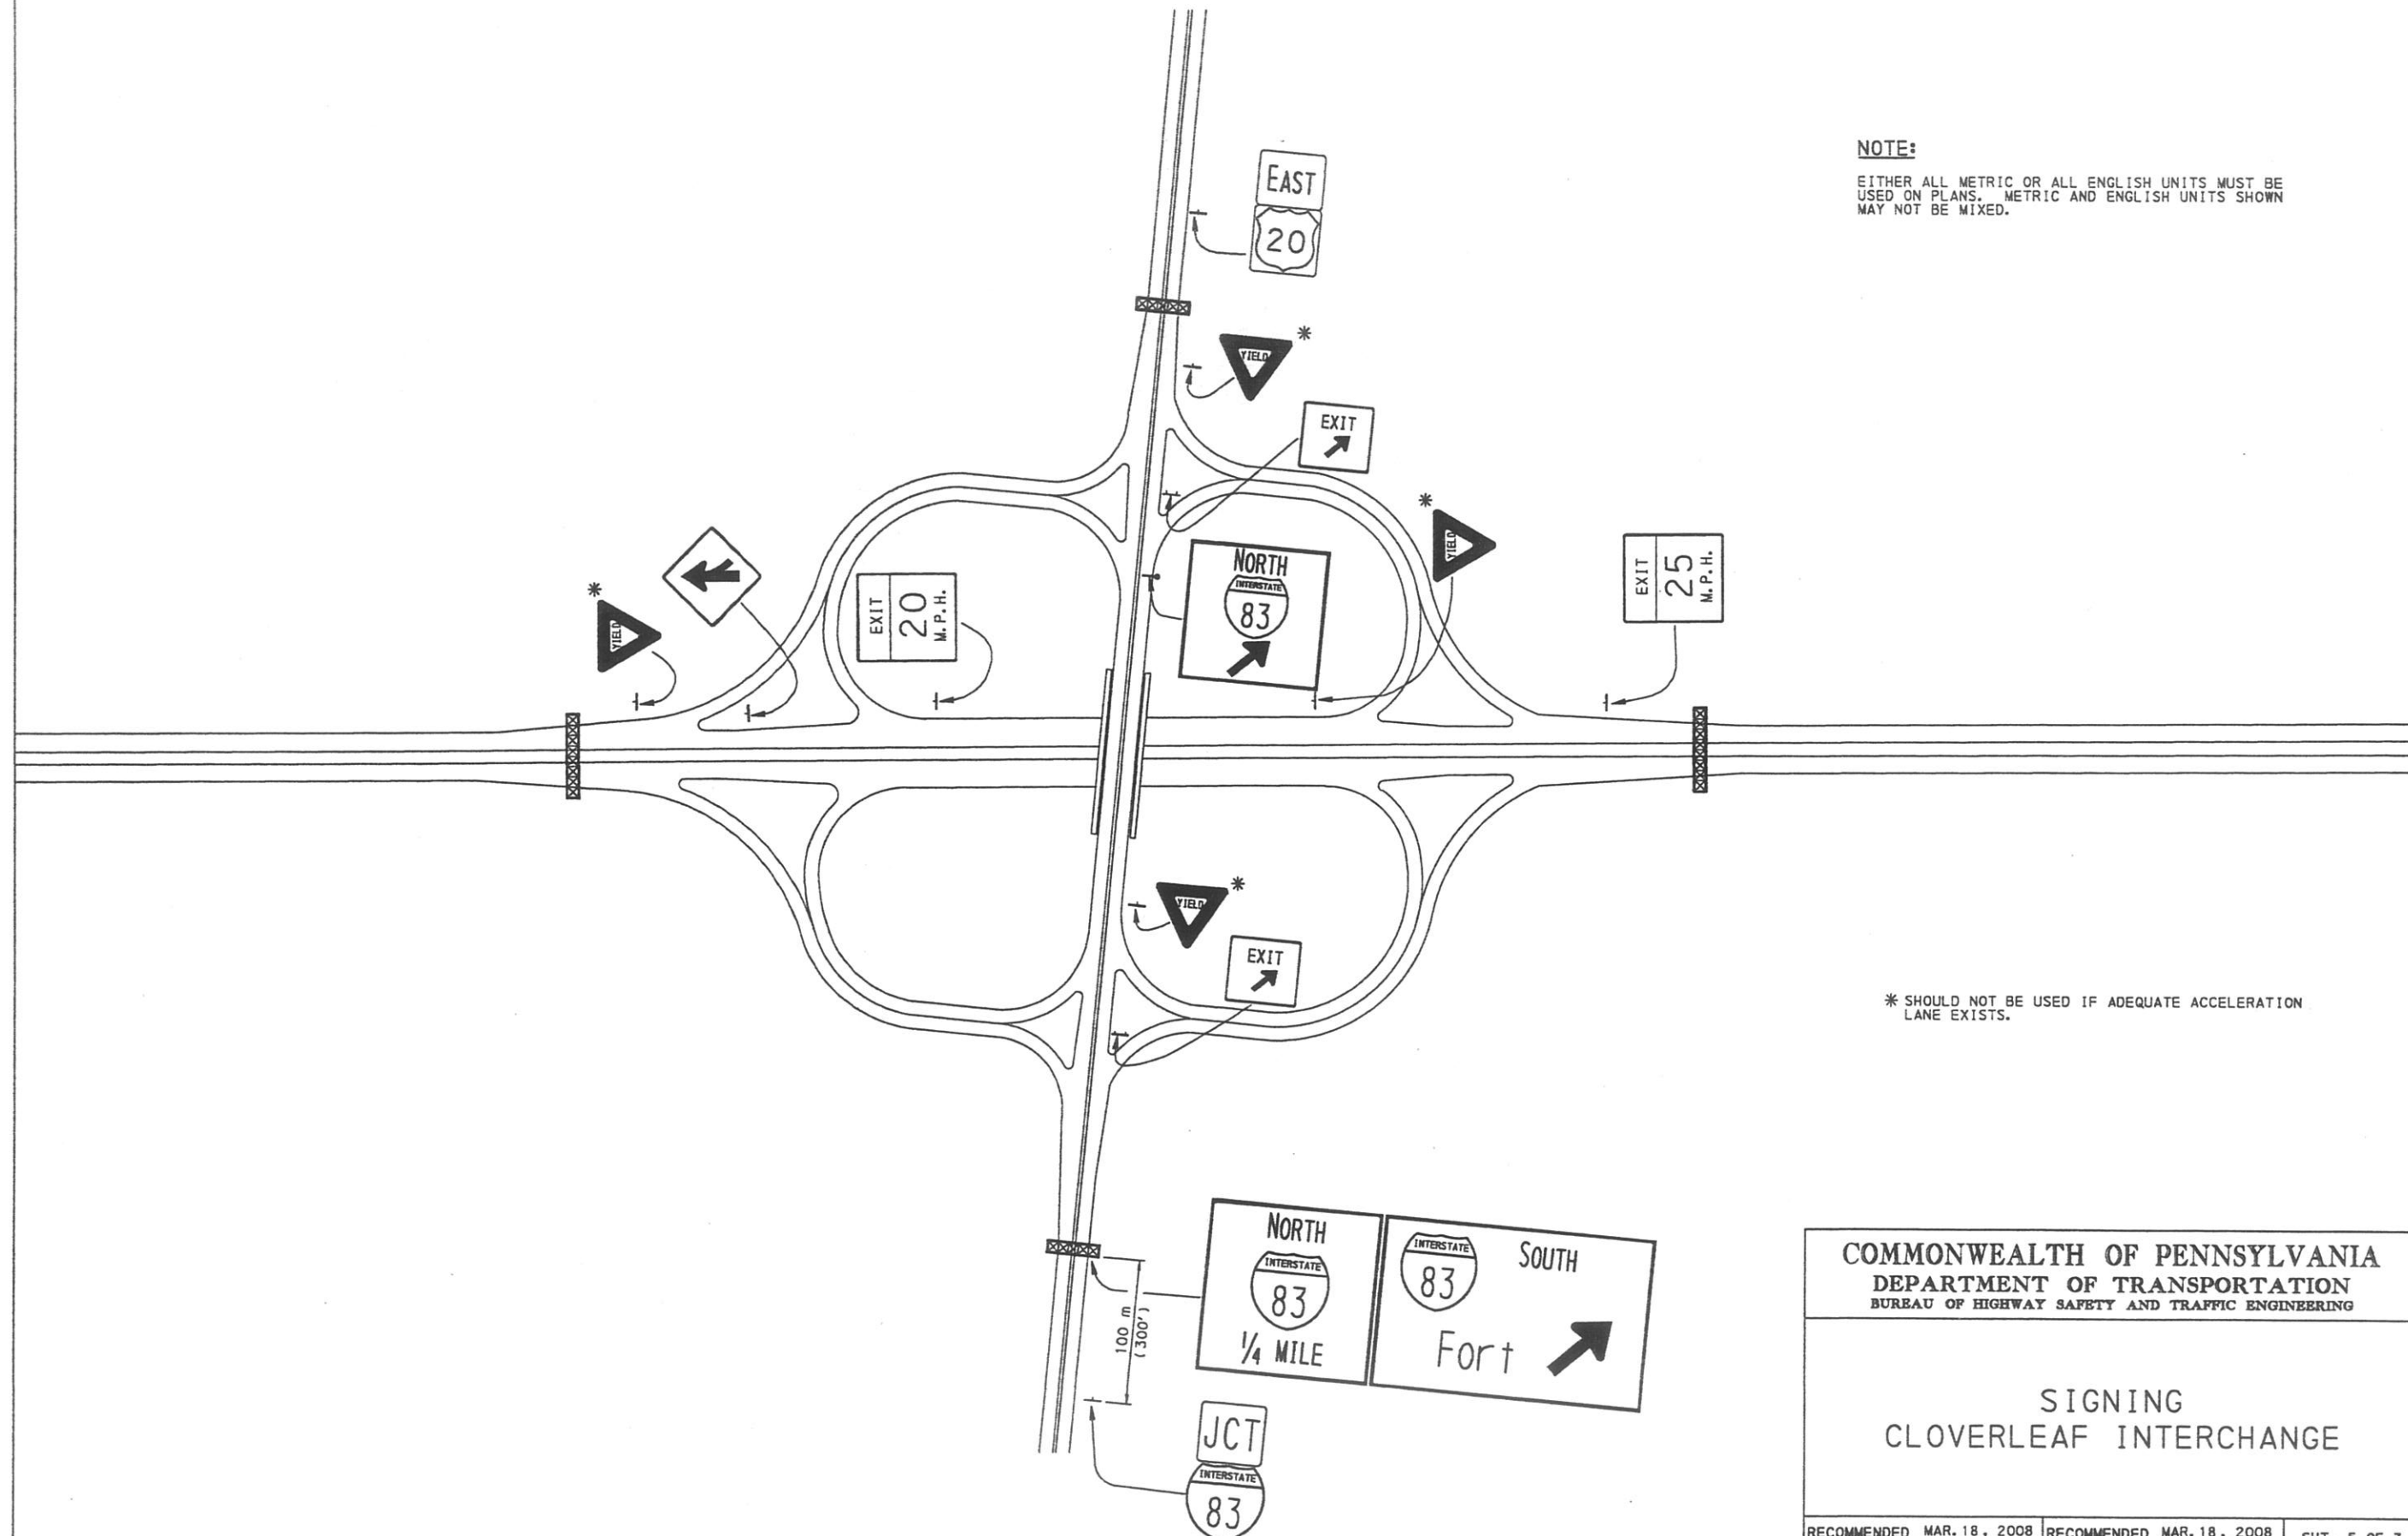 EAST
20
NOTE:
EITHER ALL METRIC OR ALL ENGLISH UNITS MUST BE
USED ON PLANS. METRIC AND ENGLISH UNITS SHOWN
MAY NOT BE MIXED.
YIELD
*
EXIT
*
YIELD
NORTH
INTERSTATE
83
EXIT
25
M.P.H.
*
YIELD
EXIT
20
M.P.H.
YIELD
*
EXIT
* SHOULD NOT BE USED IF ADEQUATE ACCELERATION
LANE EXISTS.
NORTH
INTERSTATE
83
1/4 MILE
INTERSTATE
83
SOUTH
Fort
100 m
(300')
JCT
INTERSTATE
83
COMMONWEALTH OF PENNSYLVANIA
DEPARTMENT OF TRANSPORTATION
BUREAU OF HIGHWAY SAFETY AND TRAFFIC ENGINEERING
SIGNING
CLOVERLEAF INTERCHANGE
RECOMMENDED MAR. 18, 2008
RECOMMENDED MAR. 18, 2008
SHT. 5 OF